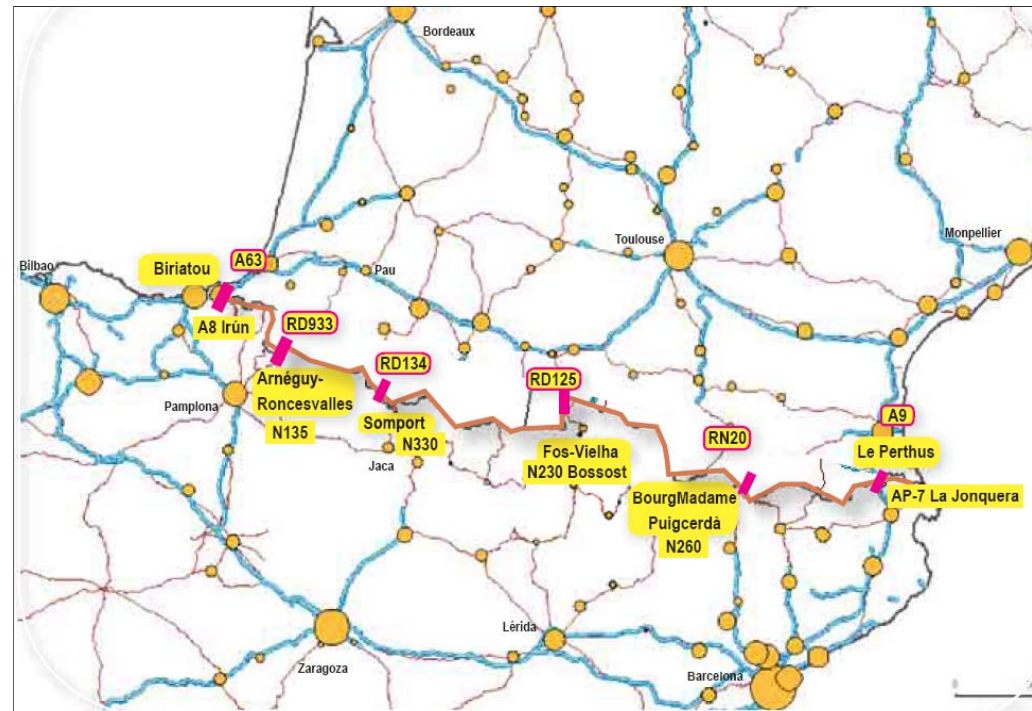 Bordeaux
Toulouse
Monpellier
Bilbao
Biriatou
A63
Pau
A8 Irún
RD933
Arnéguy-
Roncesvalles
N135
Pamplona
RD134
Somport
N330
Jaca
RD125
Fos-Vielha
N230 Bossost
RN20
BourgMadame
Puigcerdà
N260
A9
Le Perthus
AP-7 La Jonquera
Lérida
Zaragoza
Barcelona